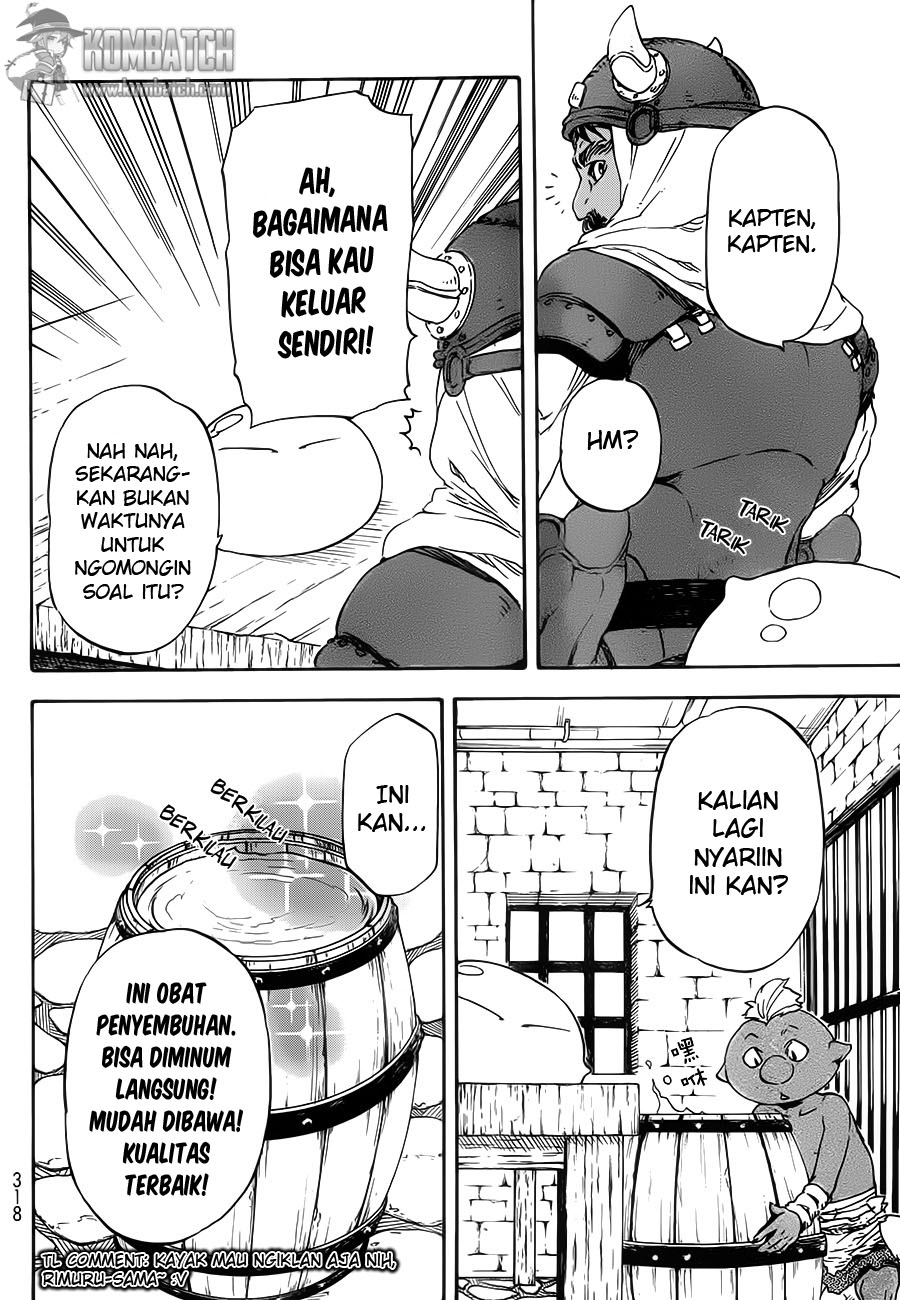 KOMBATCH
www.kombatch.com
KAPTEN,
KAPTEN.
HM?
TARIK
TARIK
AH,
BAGAIMANA
BISA KAU
KELUAR
SENDIRI!
NAH NAH,
SEKARANG-
KAN BUKAN
WAKTUNYA
UNTUK
NGOMONGIN
SOAL ITU?
KALIAN
LAGI
NYARIIN
INI KAN?
嘿
咻
INI
KAN...
BERKILAU
BERKILAU
INI OBAT
PENYEMBUHAN.
BISA DIMINUM
LANGSUNG!
MUDAH DIBAWA!
KUALITAS
TERBAIK!
318
TL COMMENT: KAYAK MAU NGIKLAN AJA NIH,
RIMURU-SAMA~ :V